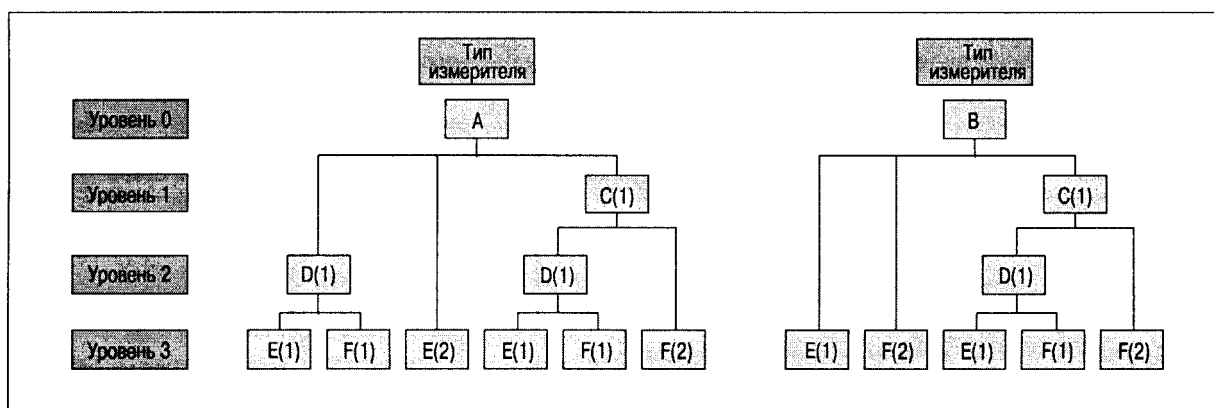 Тип
измерителя
Тип
измерителя
Уровень 0
A
B
Уровень 1
C(1)
C(1)
Уровень 2
D(1)
D(1)
D(1)
Уровень 3
E(1)
F(1)
E(2)
E(1)
F(1)
F(2)
E(1)
F(2)
E(1)
F(1)
F(2)